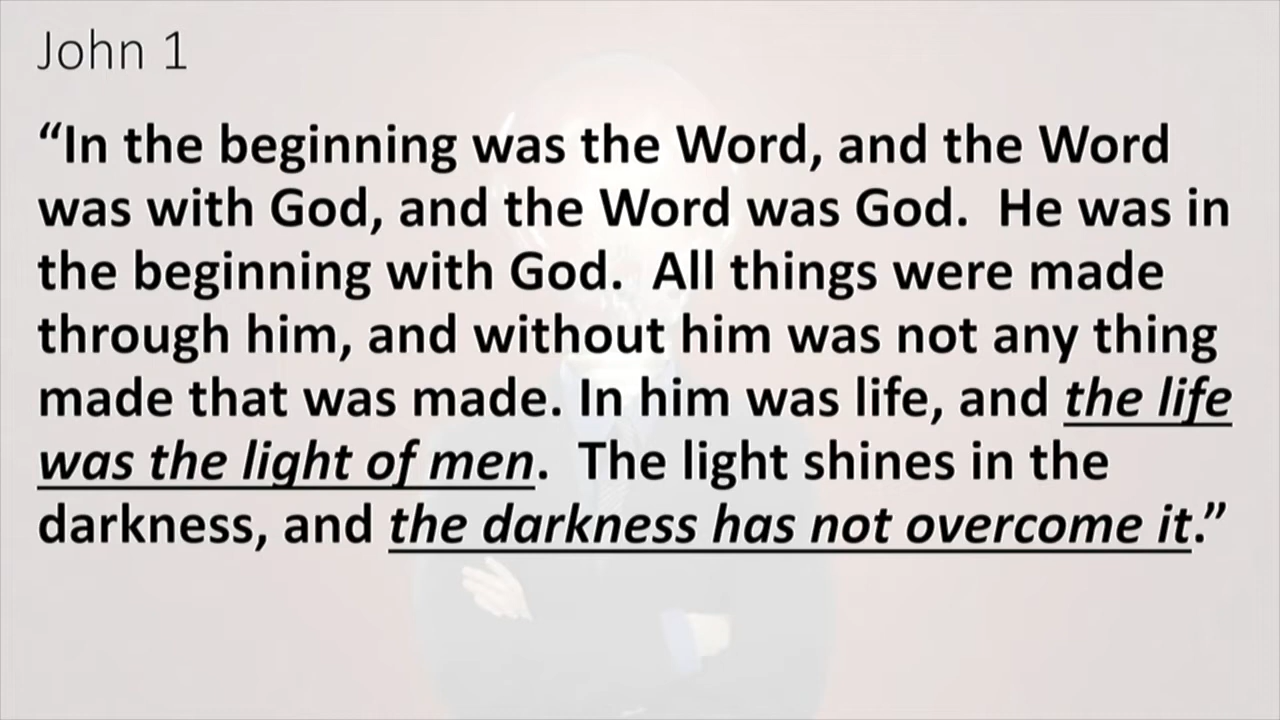 John 1
“In the beginning was the Word, and the Word
was with God, and the Word was God.  He was in
the beginning with God.  All things were made
through him, and without him was not any thing
made that was made. In him was life, and the life
was the light of men.  The light shines in the
darkness, and the darkness has not overcome it.”